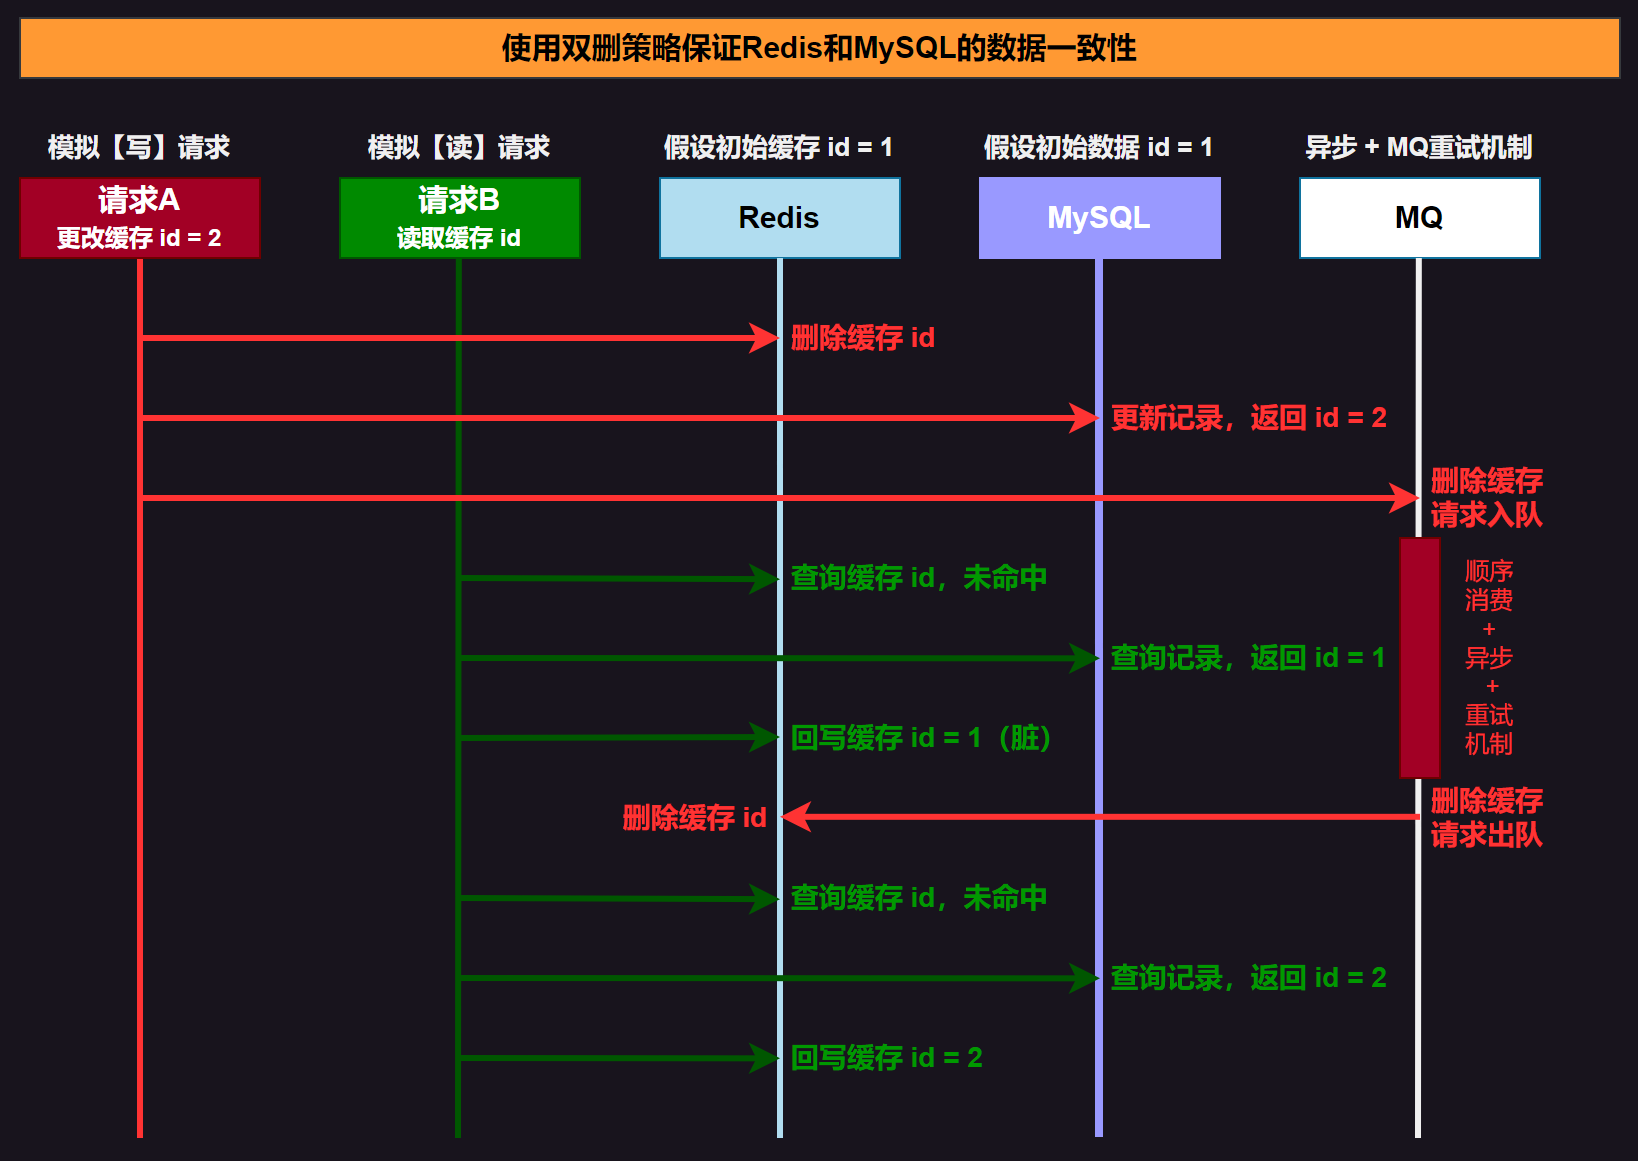 使用双删策略保证Redis和MySQL的数据一致性
模拟【写】请求
模拟【读】请求
假设初始缓存 id = 1
假设初始数据 id = 1
异步 + MQ重试机制
请求A
更改缓存 id = 2
请求B
读取缓存 id
Redis
MySQL
MQ
删除缓存 id
更新记录，返回 id = 2
删除缓存
请求入队
顺序
消费
+
异步
+
重试
机制
查询缓存 id，未命中
查询记录，返回 id = 1
回写缓存 id = 1（脏）
删除缓存 id
删除缓存
请求出队
查询缓存 id，未命中
查询记录，返回 id = 2
回写缓存 id = 2